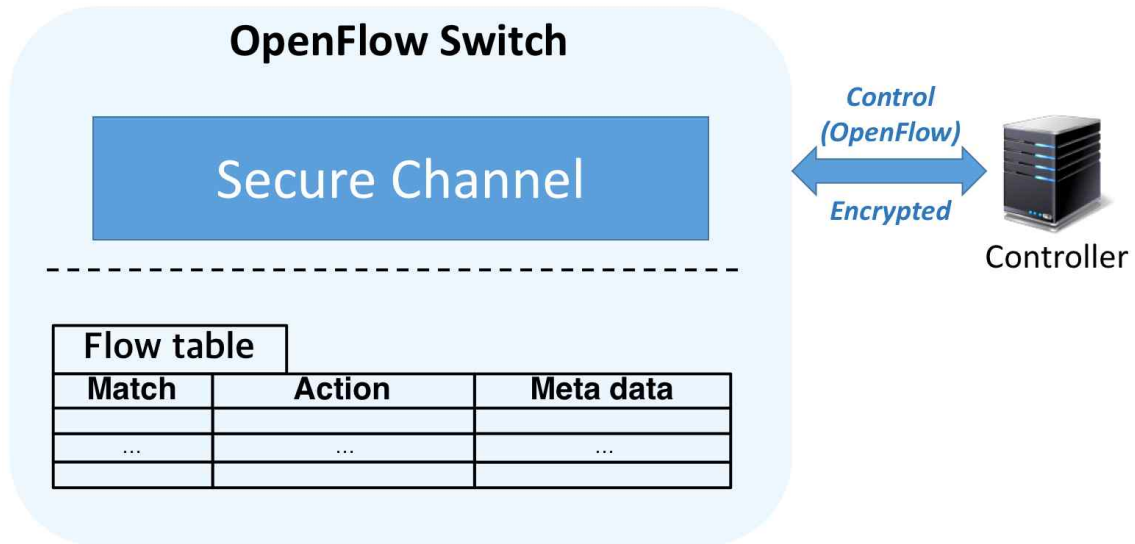 OpenFlow Switch
Secure Channel
Control
(OpenFlow)
Encrypted
Controller
Flow table
Match Action Meta data
... ... ...